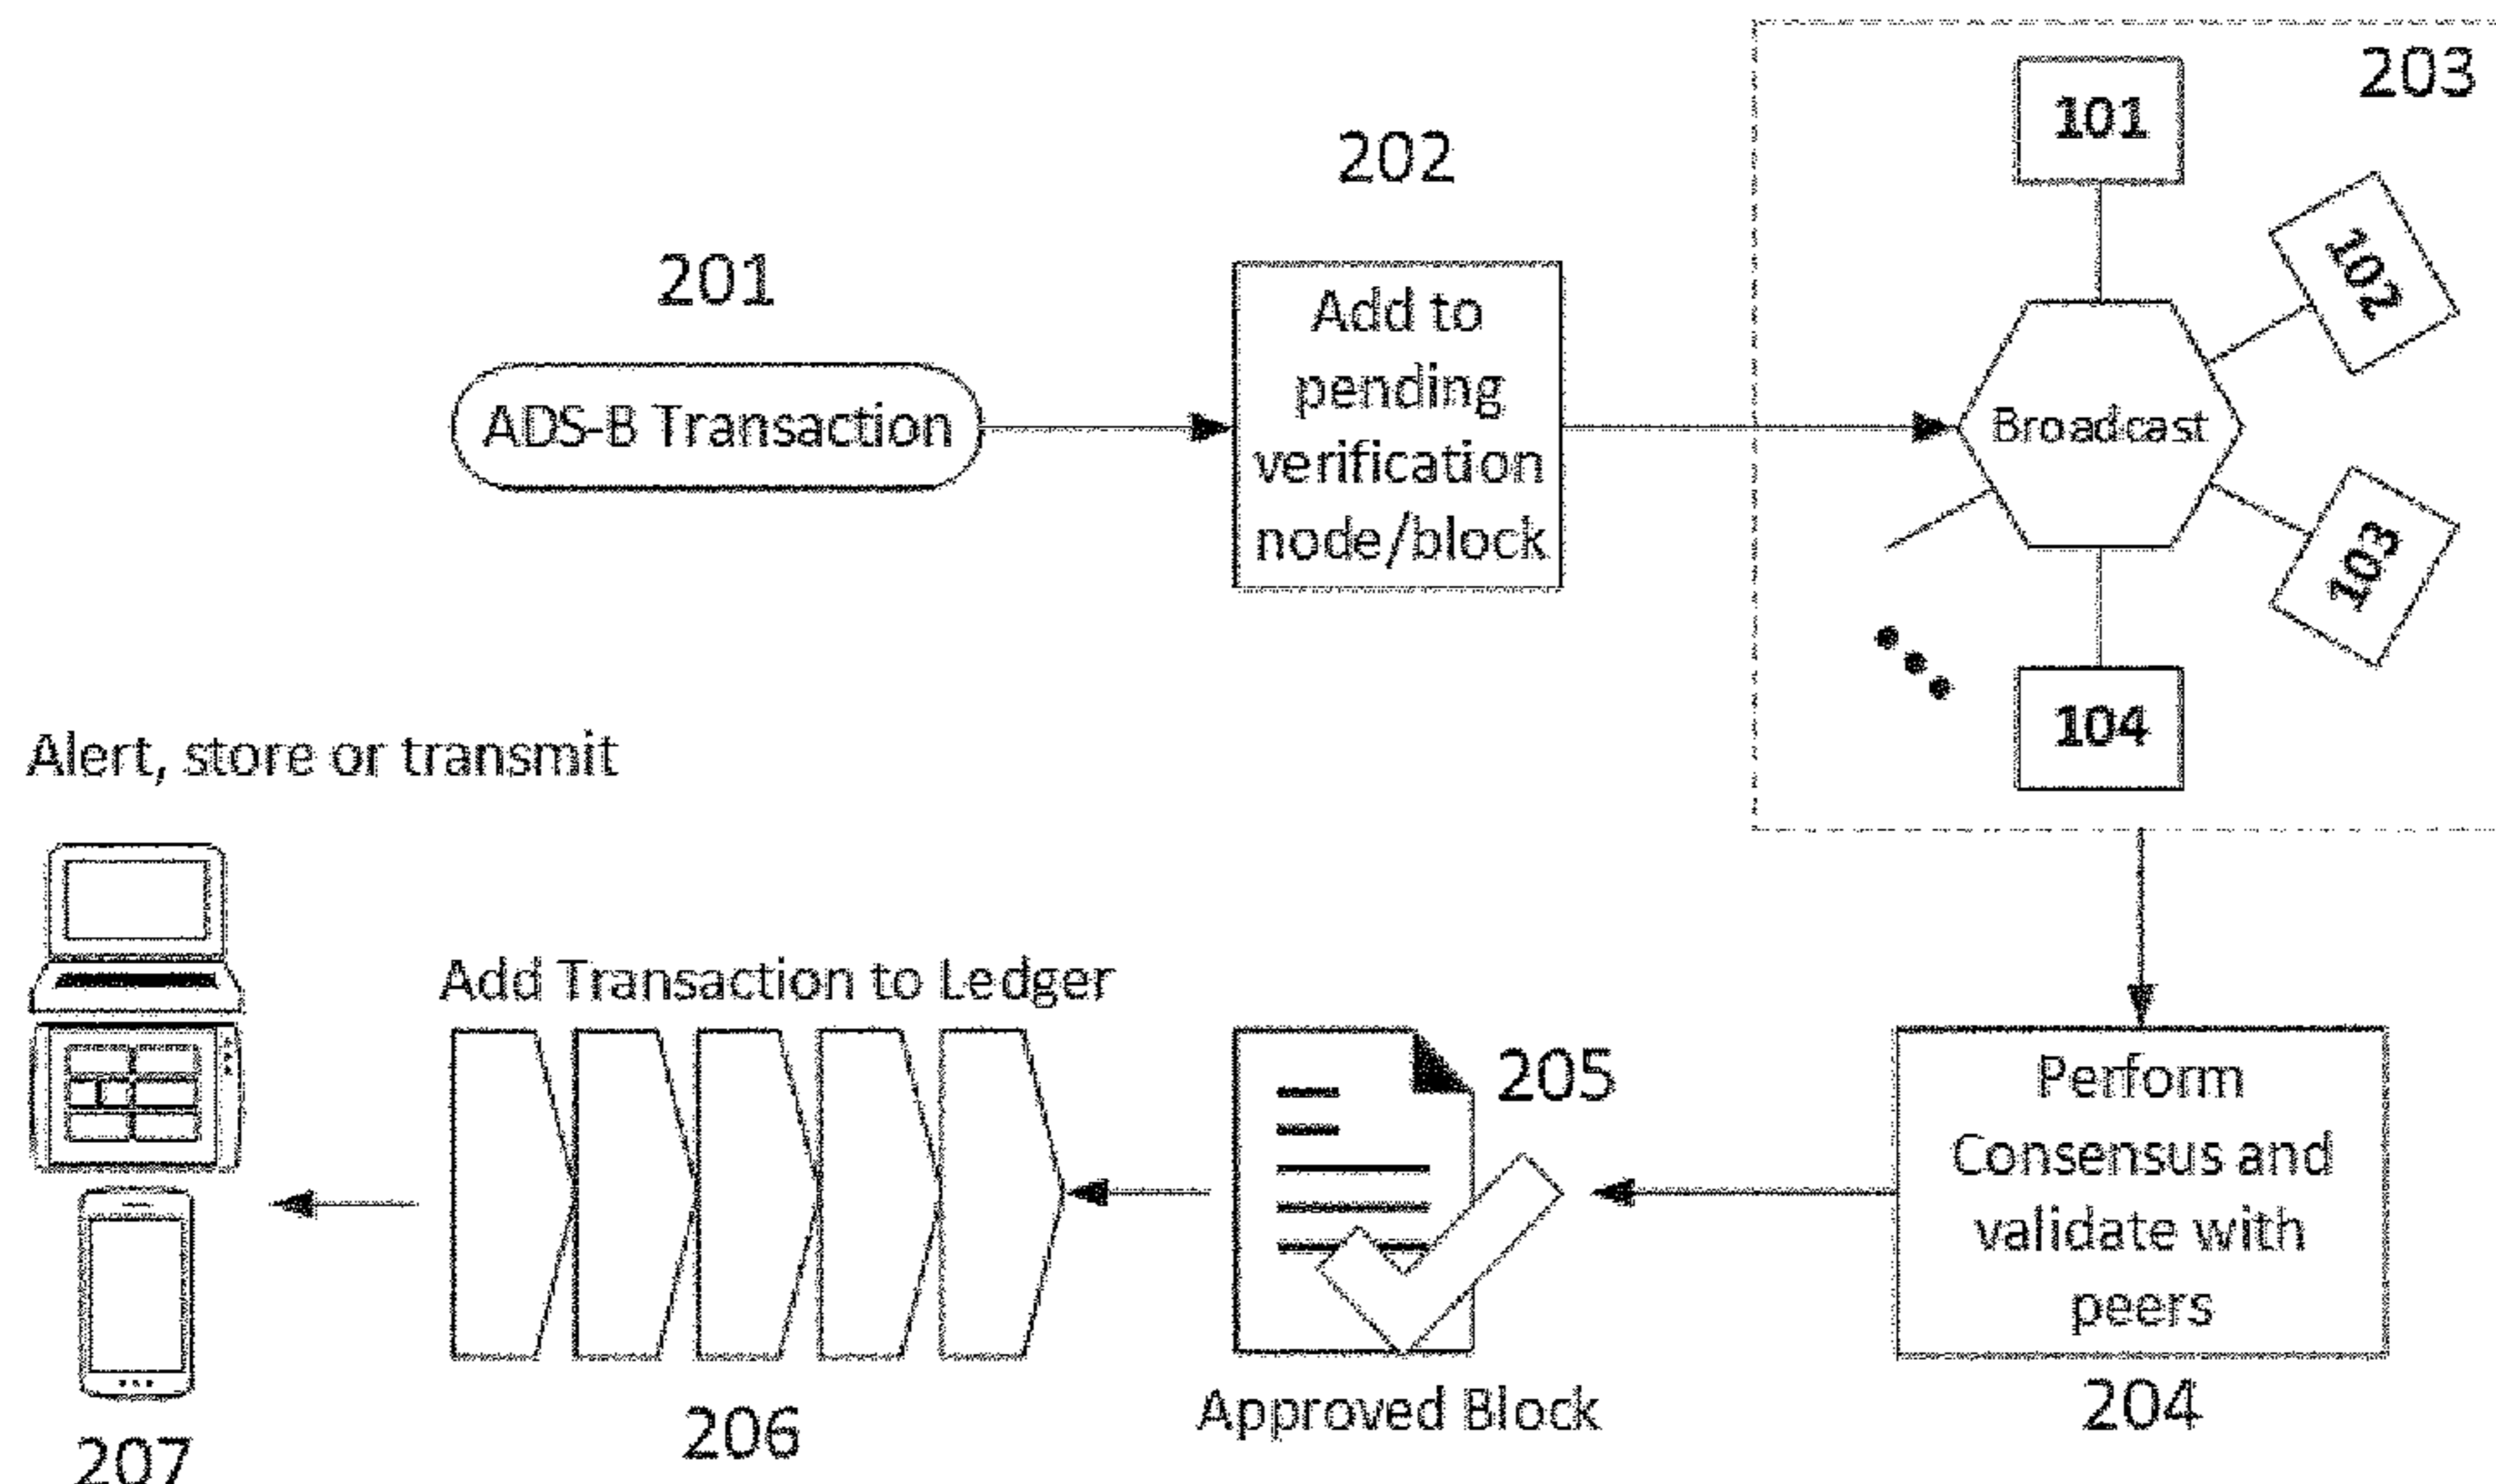 203
101
202
102
201
Add to
pending
verification
node/block
ADS-B Transaction
Broadcast
103
104
Alert, store or transmit
Add Transaction to Ledger
205
Perform
Consensus and
validate with
peers
Approved Block
204
206
207